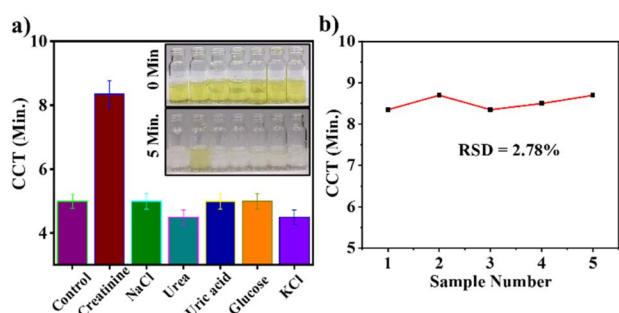 a)
CCT (Min.)
10
8
6
4
0 Min
5 Min.
Control
Creatinine
NaCl
Urea
Uric acid
Glucose
KCl
b)
CCT (Min.)
10
9
8
7
6
5
RSD = 2.78%
1 2 3 4 5
Sample Number